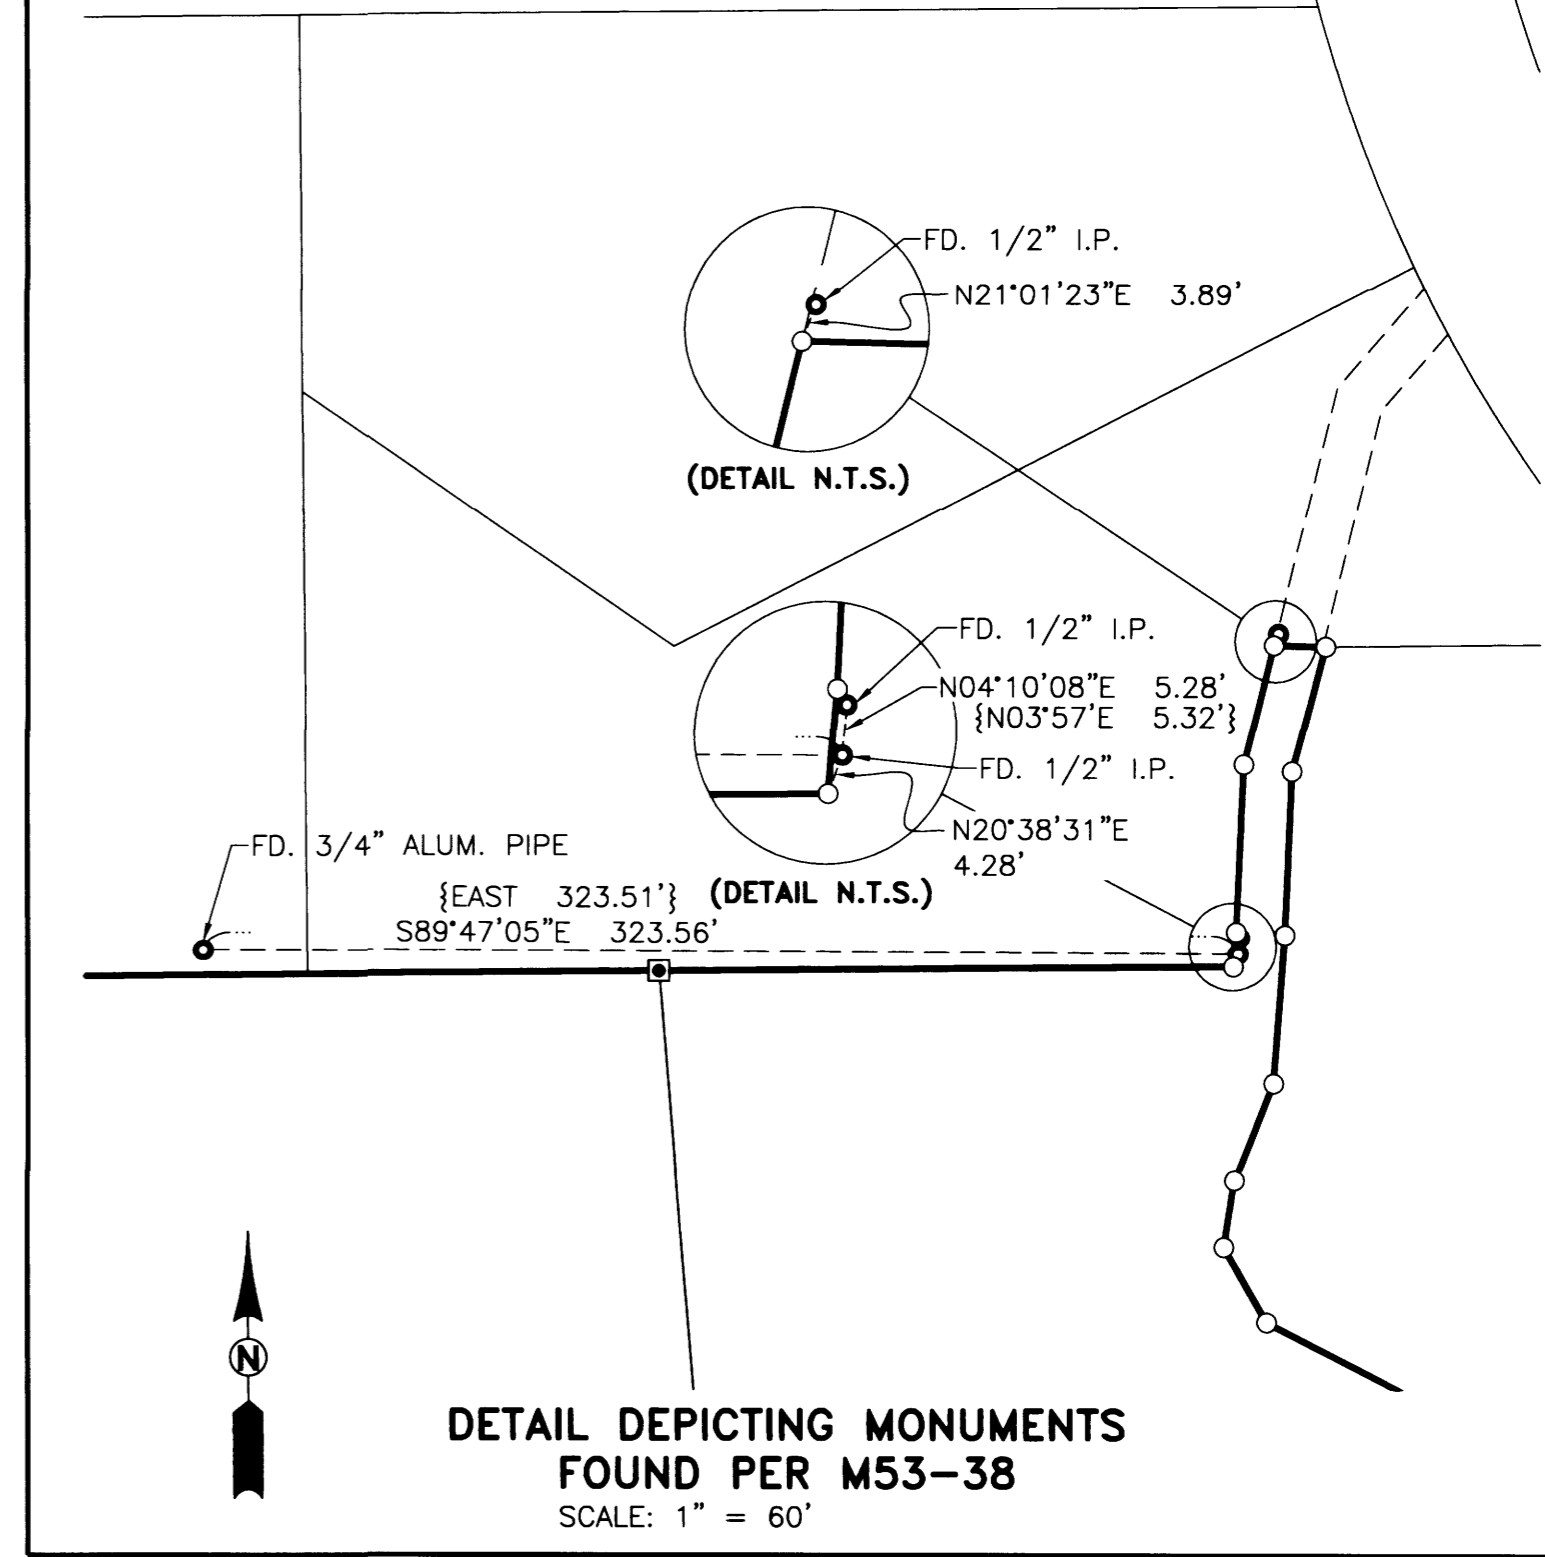 FD. 1/2" I.P.
N21°01'23"E 3.89'
(DETAIL N.T.S.)
FD. 1/2" I.P.
N04°10'08"E 5.28'
{N03°57'E 5.32'}
FD. 1/2" I.P.
N20°38'31"E
4.28'
(DETAIL N.T.S.)
FD. 3/4" ALUM. PIPE
{EAST 323.51'}
S89°47'05"E 323.56'
N
DETAIL DEPICTING MONUMENTS
FOUND PER M53-38
SCALE: 1" = 60'